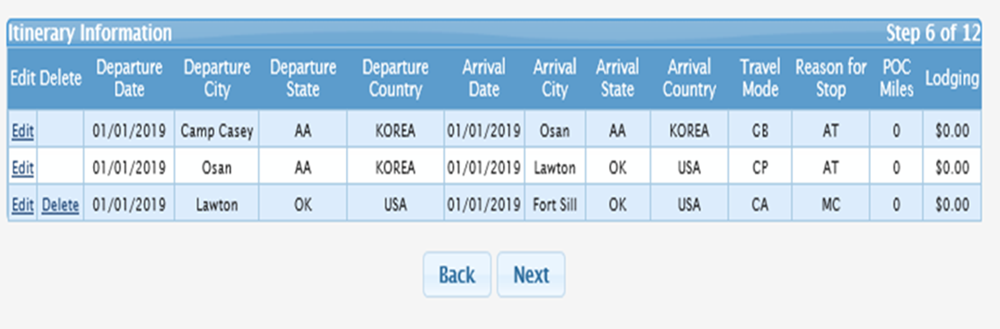 Itinerary Information Step 6 of 12
Edit Delete Departure Date Departure City Departure State Departure Country Arrival Date Arrival City Arrival State Arrival Country Travel Mode Reason for Stop POC Miles Lodging
Edit 01/01/2019 Camp Casey AA KOREA 01/01/2019 Osan AA KOREA GB AT 0 $0.00
Edit 01/01/2019 Osan AA KOREA 01/01/2019 Lawton OK USA CP AT 0 $0.00
Edit Delete 01/01/2019 Lawton OK USA 01/01/2019 Fort Sill OK USA CA MC 0 $0.00
Back Next